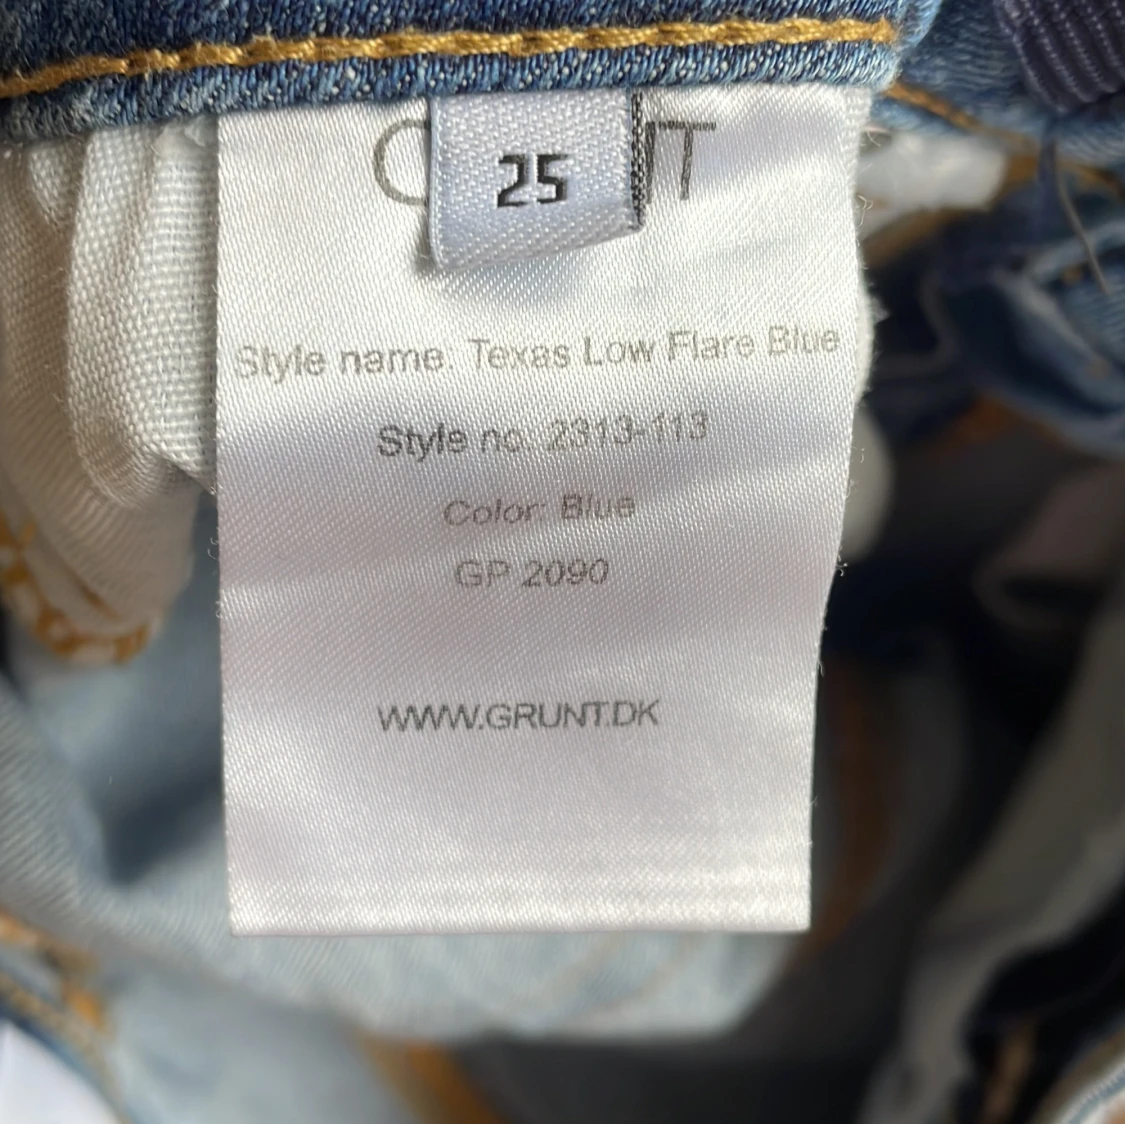 25
Style name: Texas Low Flare Blue
Style no. 2313-113
Color: Blue
GP 2090
WWW.GRUNT.DK